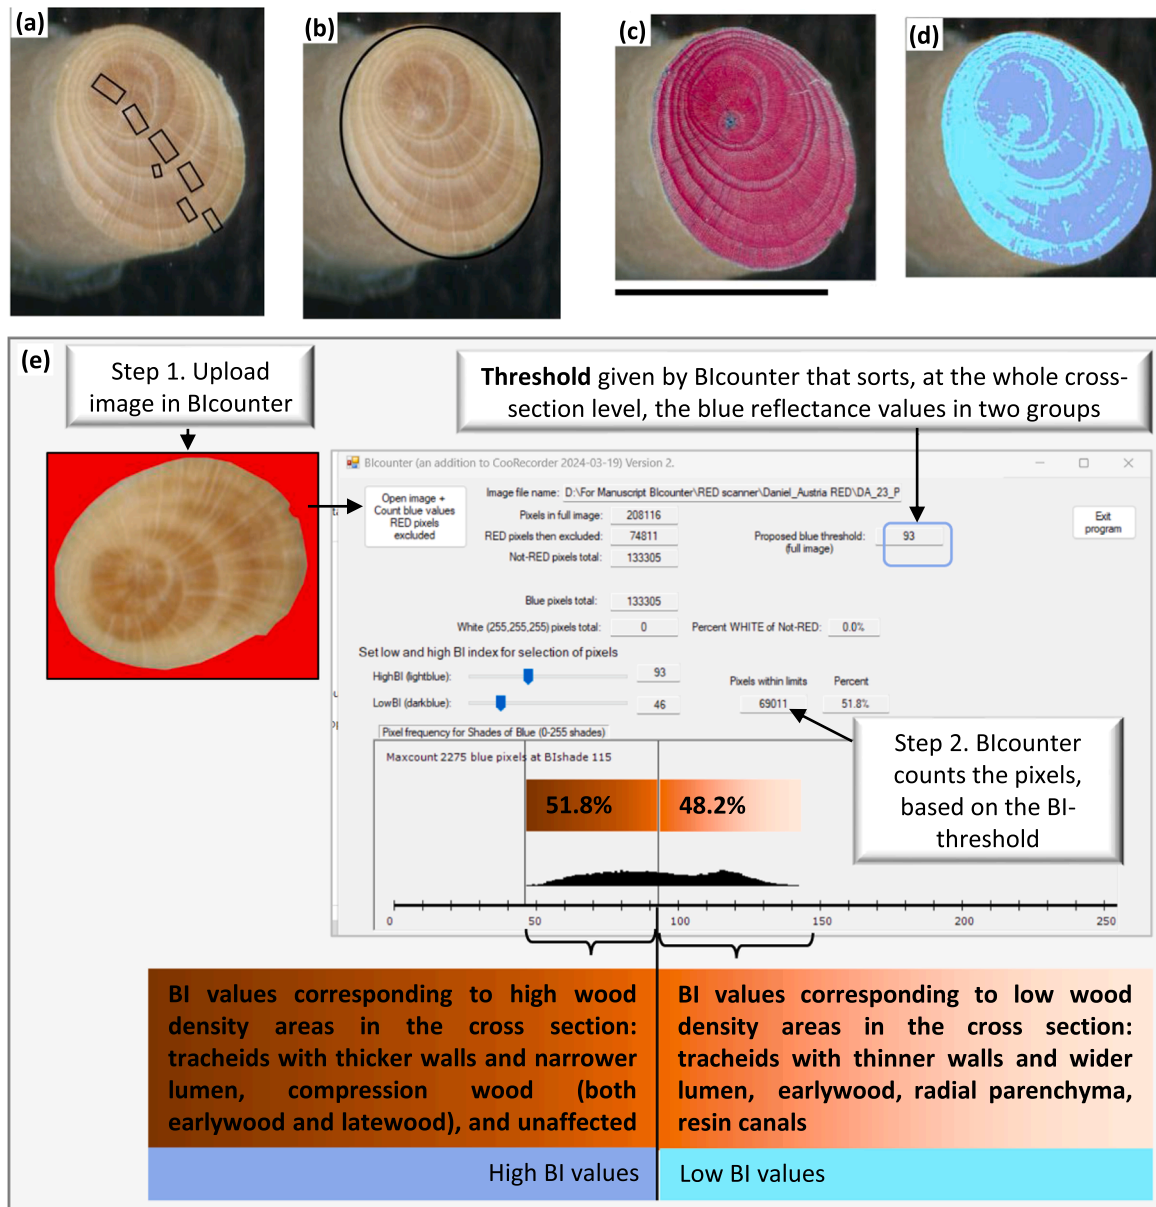 (a)
(b)
(c)
(d)
(e)
Step 1. Upload
image in BIcounter
Threshold given by BIcounter that sorts, at the whole cross-
section level, the blue reflectance values in two groups
BIcounter (an addition to CooRecorder 2024-03-19) Version 2.
Open image +
Count blue values
RED pixels
excluded
Image file name: D:\For Manuscript BIcounter\RED scanner\Daniel_Austria RED\DA_23_P
Pixels in full image: 208116
RED pixels then excluded: 74811
Not-RED pixels total: 133305
Proposed blue threshold: 93
(full image)
Exit
program
Blue pixels total: 133305
White (255,255,255) pixels total: 0 Percent WHITE of Not-RED: 0.0%
Set low and high BI index for selection of pixels
HighBI (lightblue): 93
LowBI (darkblue): 46
Pixels within limits Percent
69011 51.8%
Pixel frequency for Shades of Blue (0-255 shades)
Maxcount 2275 blue pixels at BIshade 115
51.8% 48.2%
Step 2. BIcounter
counts the pixels,
based on the BI-
threshold
0 50 100 150 200 250
BI values corresponding to high wood
density areas in the cross section:
tracheids with thicker walls and narrower
lumen, compression wood (both
earlywood and latewood), and unaffected
BI values corresponding to low wood
density areas in the cross section:
tracheids with thinner walls and wider
lumen, earlywood, radial parenchyma,
resin canals
High BI values
Low BI values